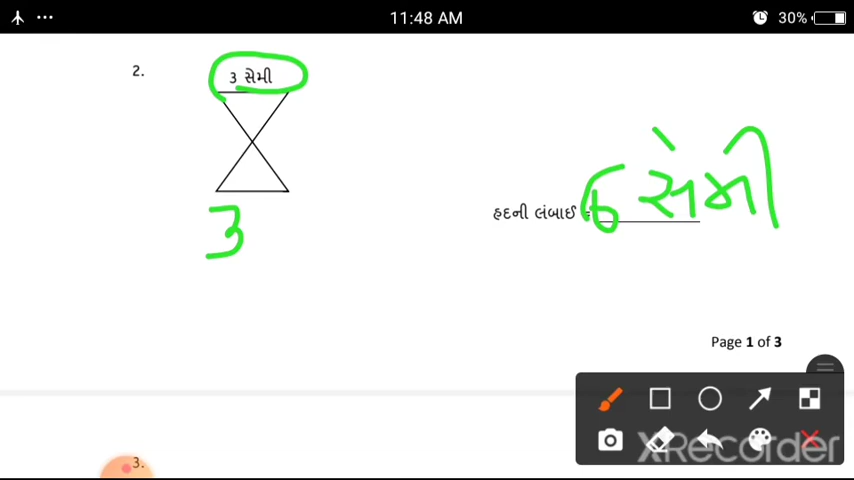 11:48 AM
30%
2.
3 સેમી
3
હદની લંબાઈ = 6 સેમી
Page 1 of 3
XRecorder
3.